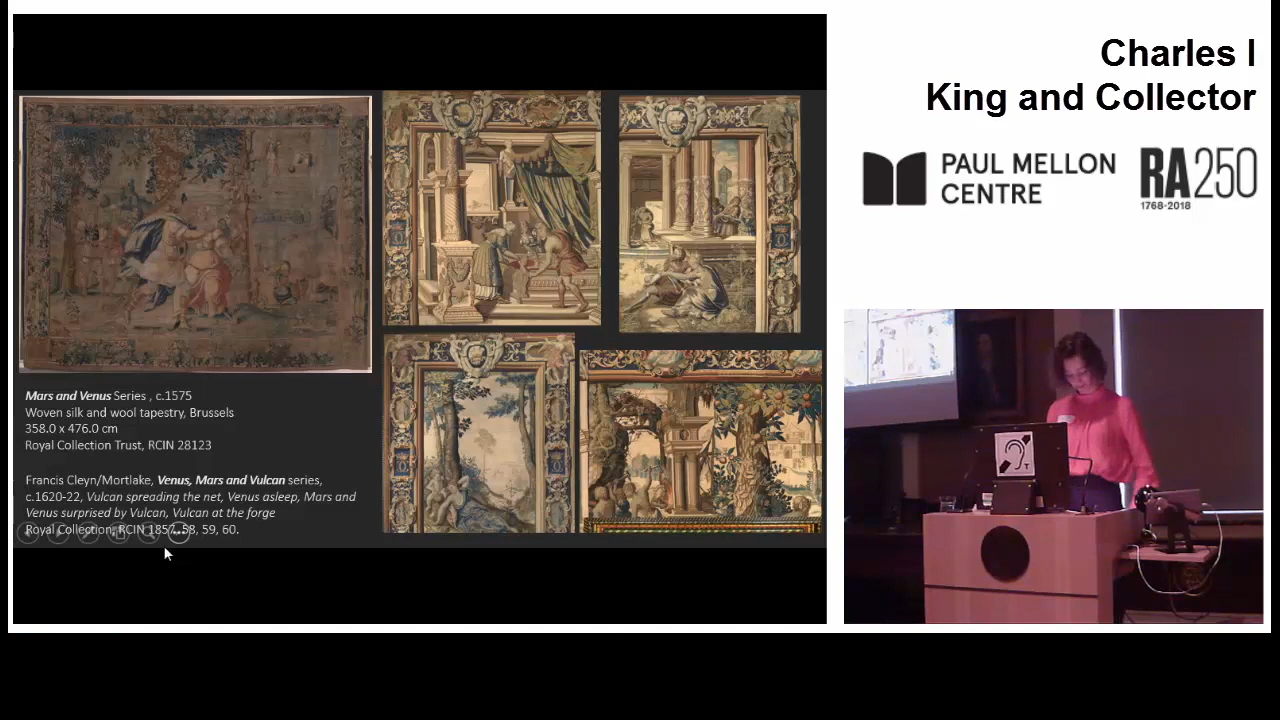 Charles I
King and Collector
PAUL MELLON
CENTRE
RA250
1768-2018
Mars and Venus Series , c.1575
Woven silk and wool tapestry, Brussels
358.0 x 476.0 cm
Royal Collection Trust, RCIN 28123
Francis Cleyn/Mortlake, Venus, Mars and Vulcan series,
c.1620-22, Vulcan spreading the net, Venus asleep, Mars and
Venus surprised by Vulcan, Vulcan at the forge
Royal Collection, RCIN 1857, 58, 59, 60.